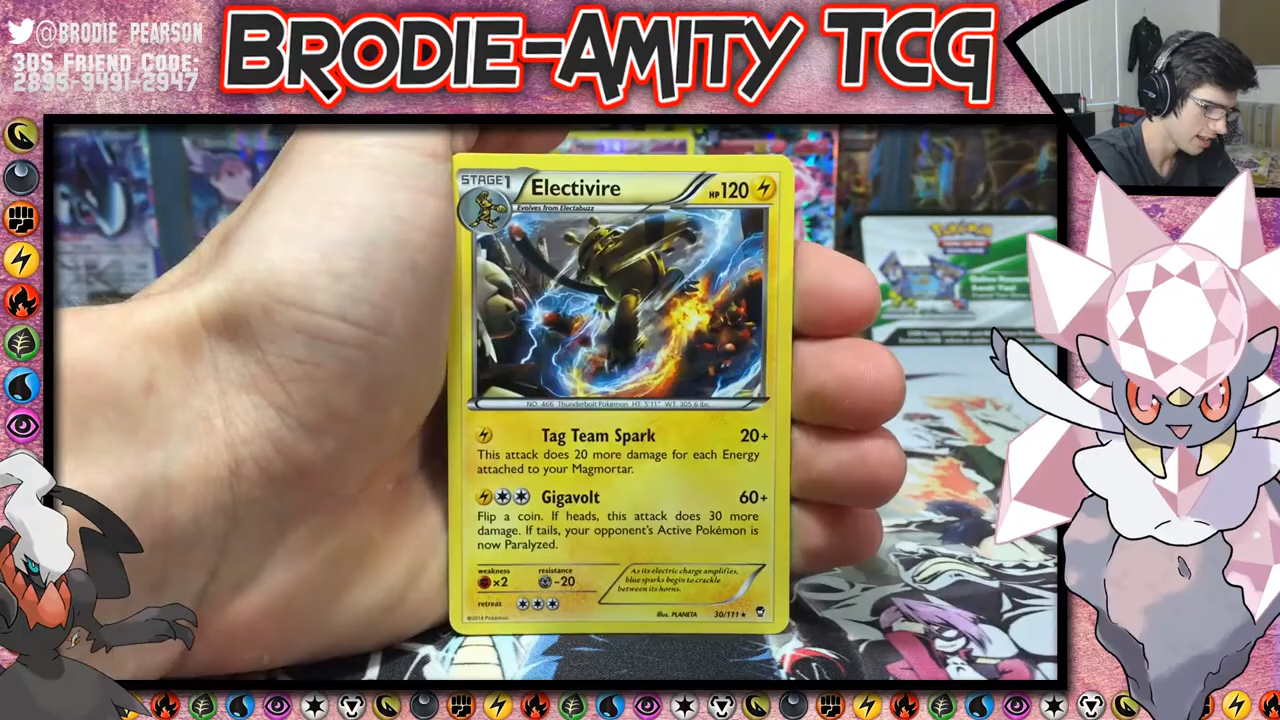 @BRODIE_PEARSON
3DS FRIEND CODE:
2895-9491-2947
BRODIE-AMITY TCG
STAGE1
Electivire
HP120
Evolves from Electabuzz
NO. 466 Thunderbolt Pokémon HT. 5'11" WT. 305.6 lbs.
Tag Team Spark 20+
This attack does 20 more damage for each Energy
attached to your Magmortar.
Gigavolt 60+
Flip a coin. If heads, this attack does 30 more
damage. If tails, your opponent's Active Pokémon is
now Paralyzed.
weakness
×2
resistance
-20
retreat
As its electric charge amplifies,
blue sparks begin to crackle
between its horns.
©2014 Pokémon
Illus. PLANETA
30/111★
Pokémon